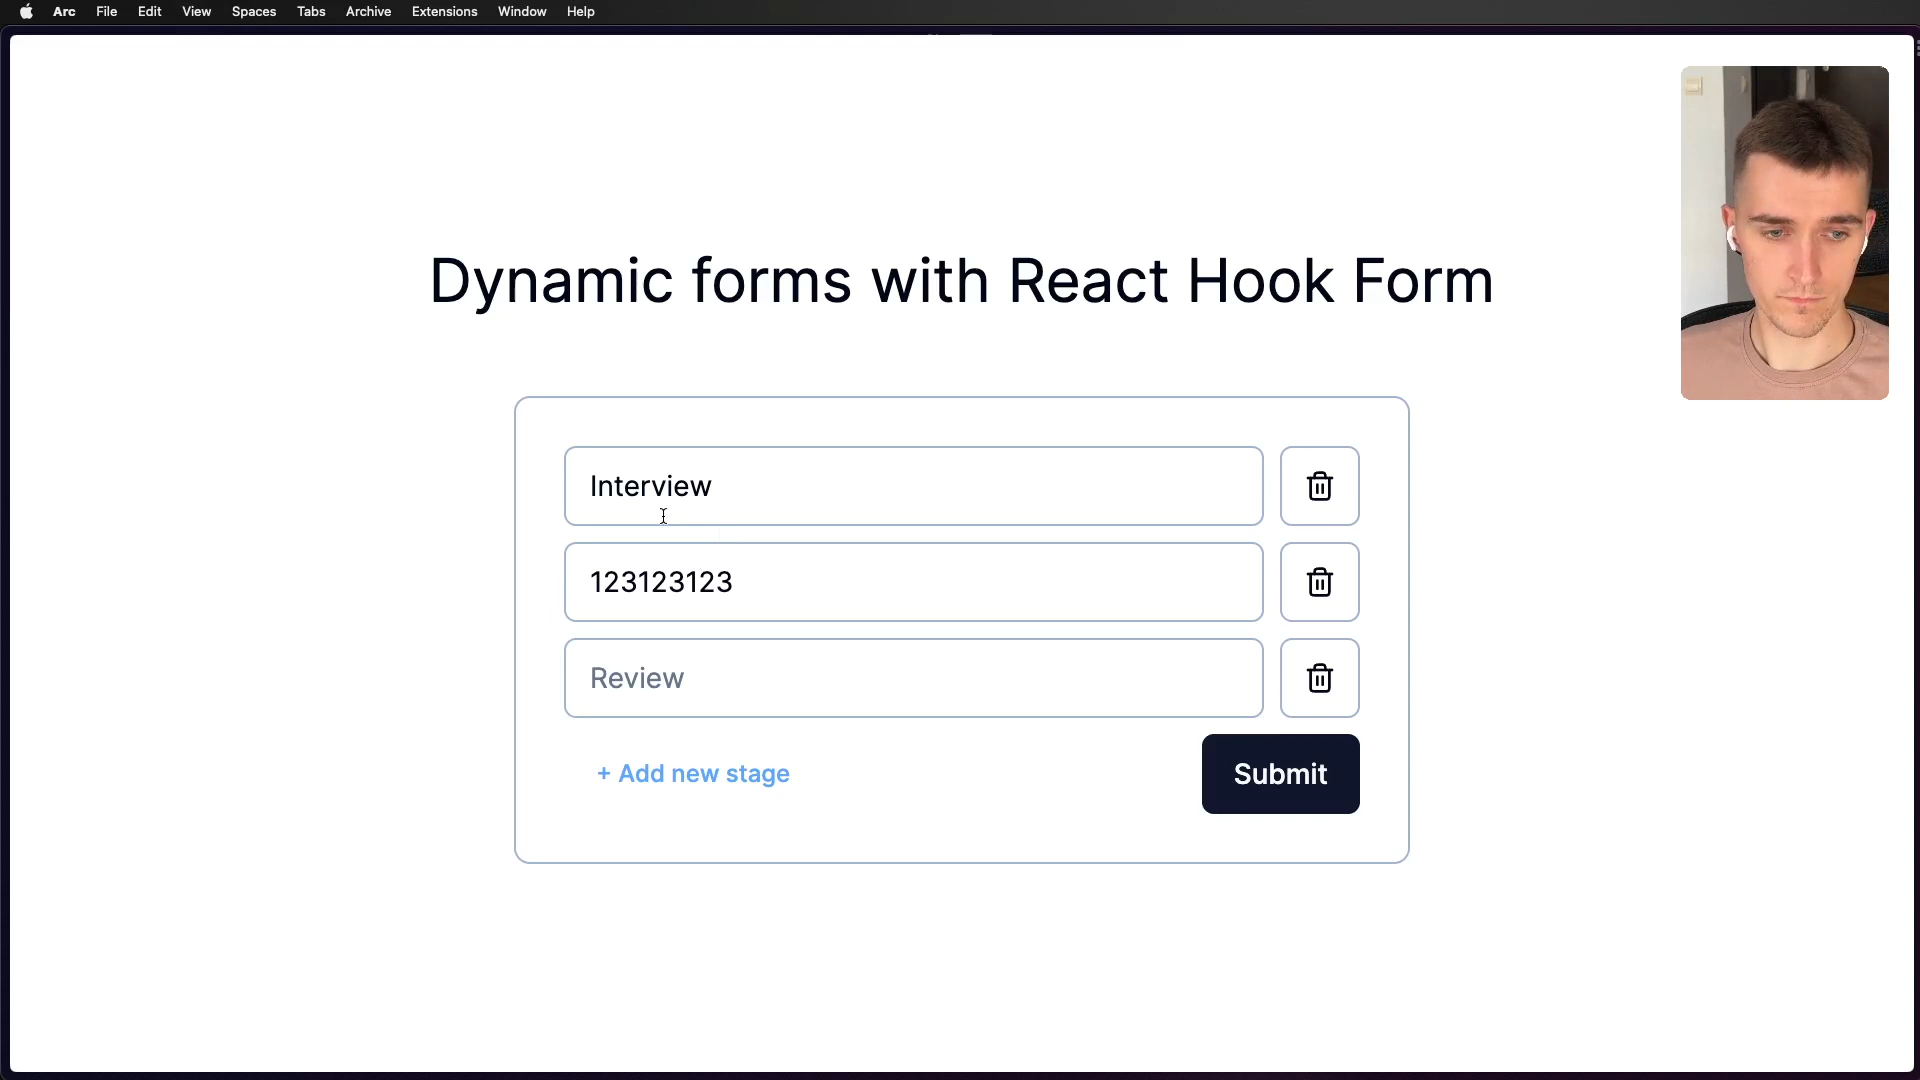 Arc File Edit View Spaces Tabs Archive Extensions Window Help
Dynamic forms with React Hook Form
Interview
123123123
Review
+ Add new stage
Submit